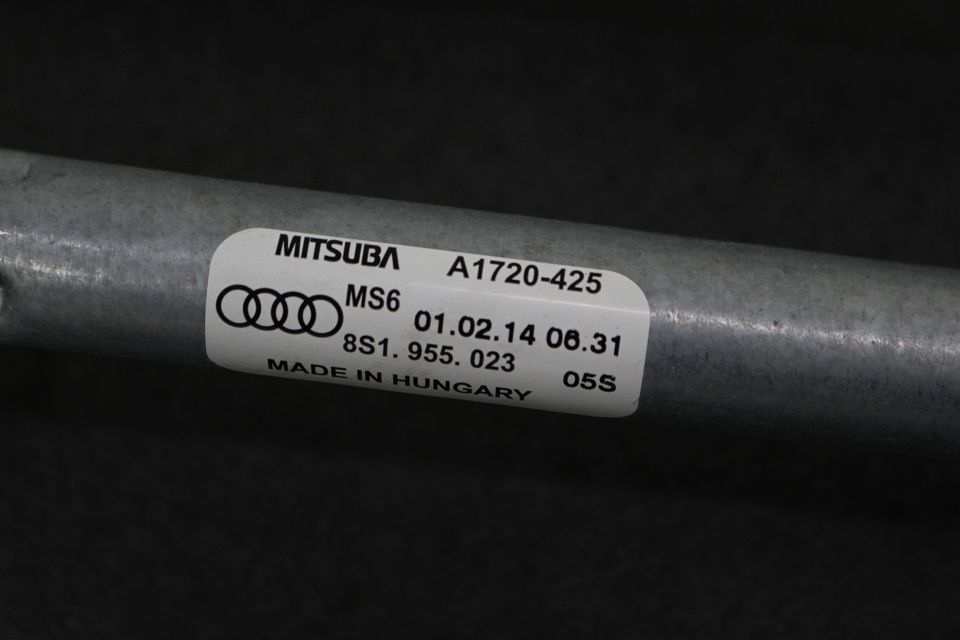 MITSUBA A1720-425
MS6 01.02.14 06.31
8S1. 955. 023 05S
MADE IN HUNGARY